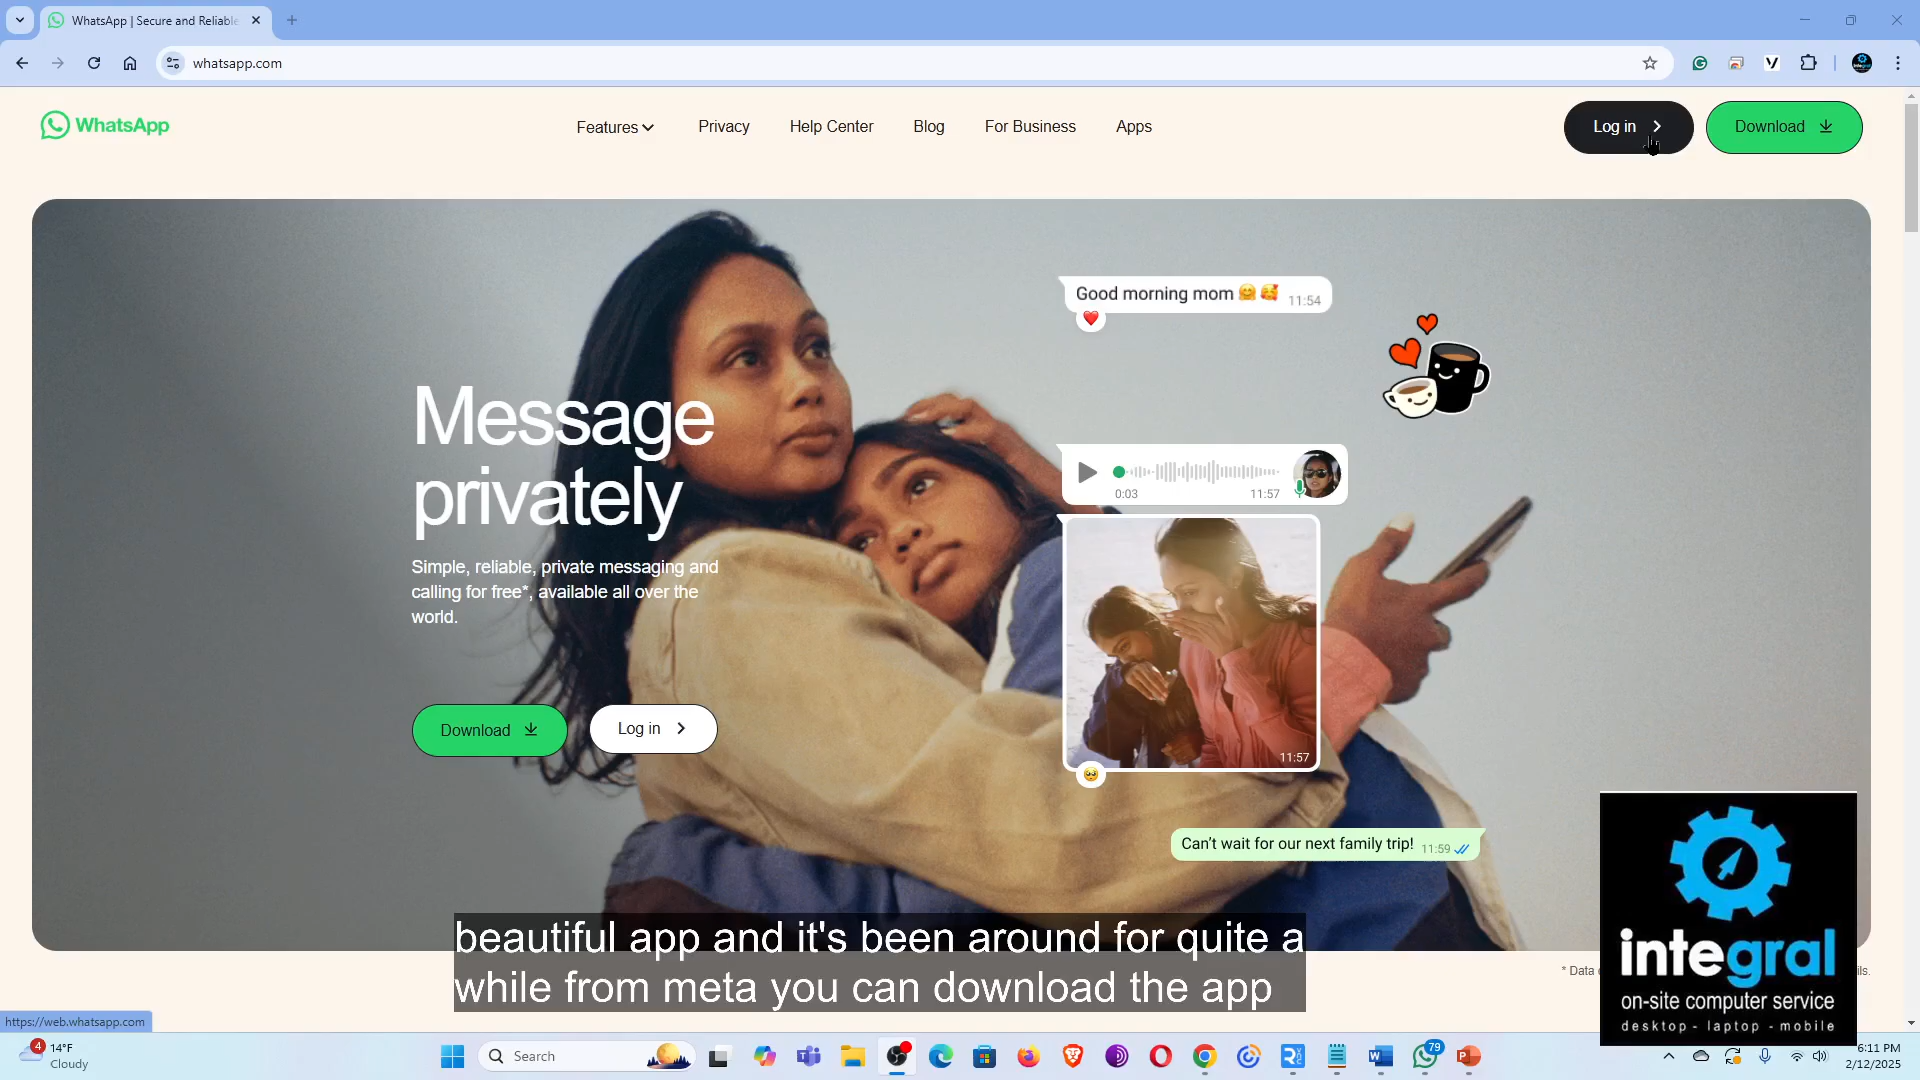 WhatsApp | Secure and Reliable
whatsapp.com
WhatsApp
Features
Privacy
Help Center
Blog
For Business
Apps
Log in
Download
Good morning mom 🤗 🥰 11:54
Message
privately
0:03
11:57
Simple, reliable, private messaging and
calling for free*, available all over the
world.
Download
Log in
11:57
Can't wait for our next family trip! 11:59
beautiful app and it's been around for quite a
while from meta you can download the app
* Data
ils.
integral
on-site computer service
desktop - laptop - mobile
https://web.whatsapp.com
4
14°F
Cloudy
Search
79
6:11 PM
2/12/2025